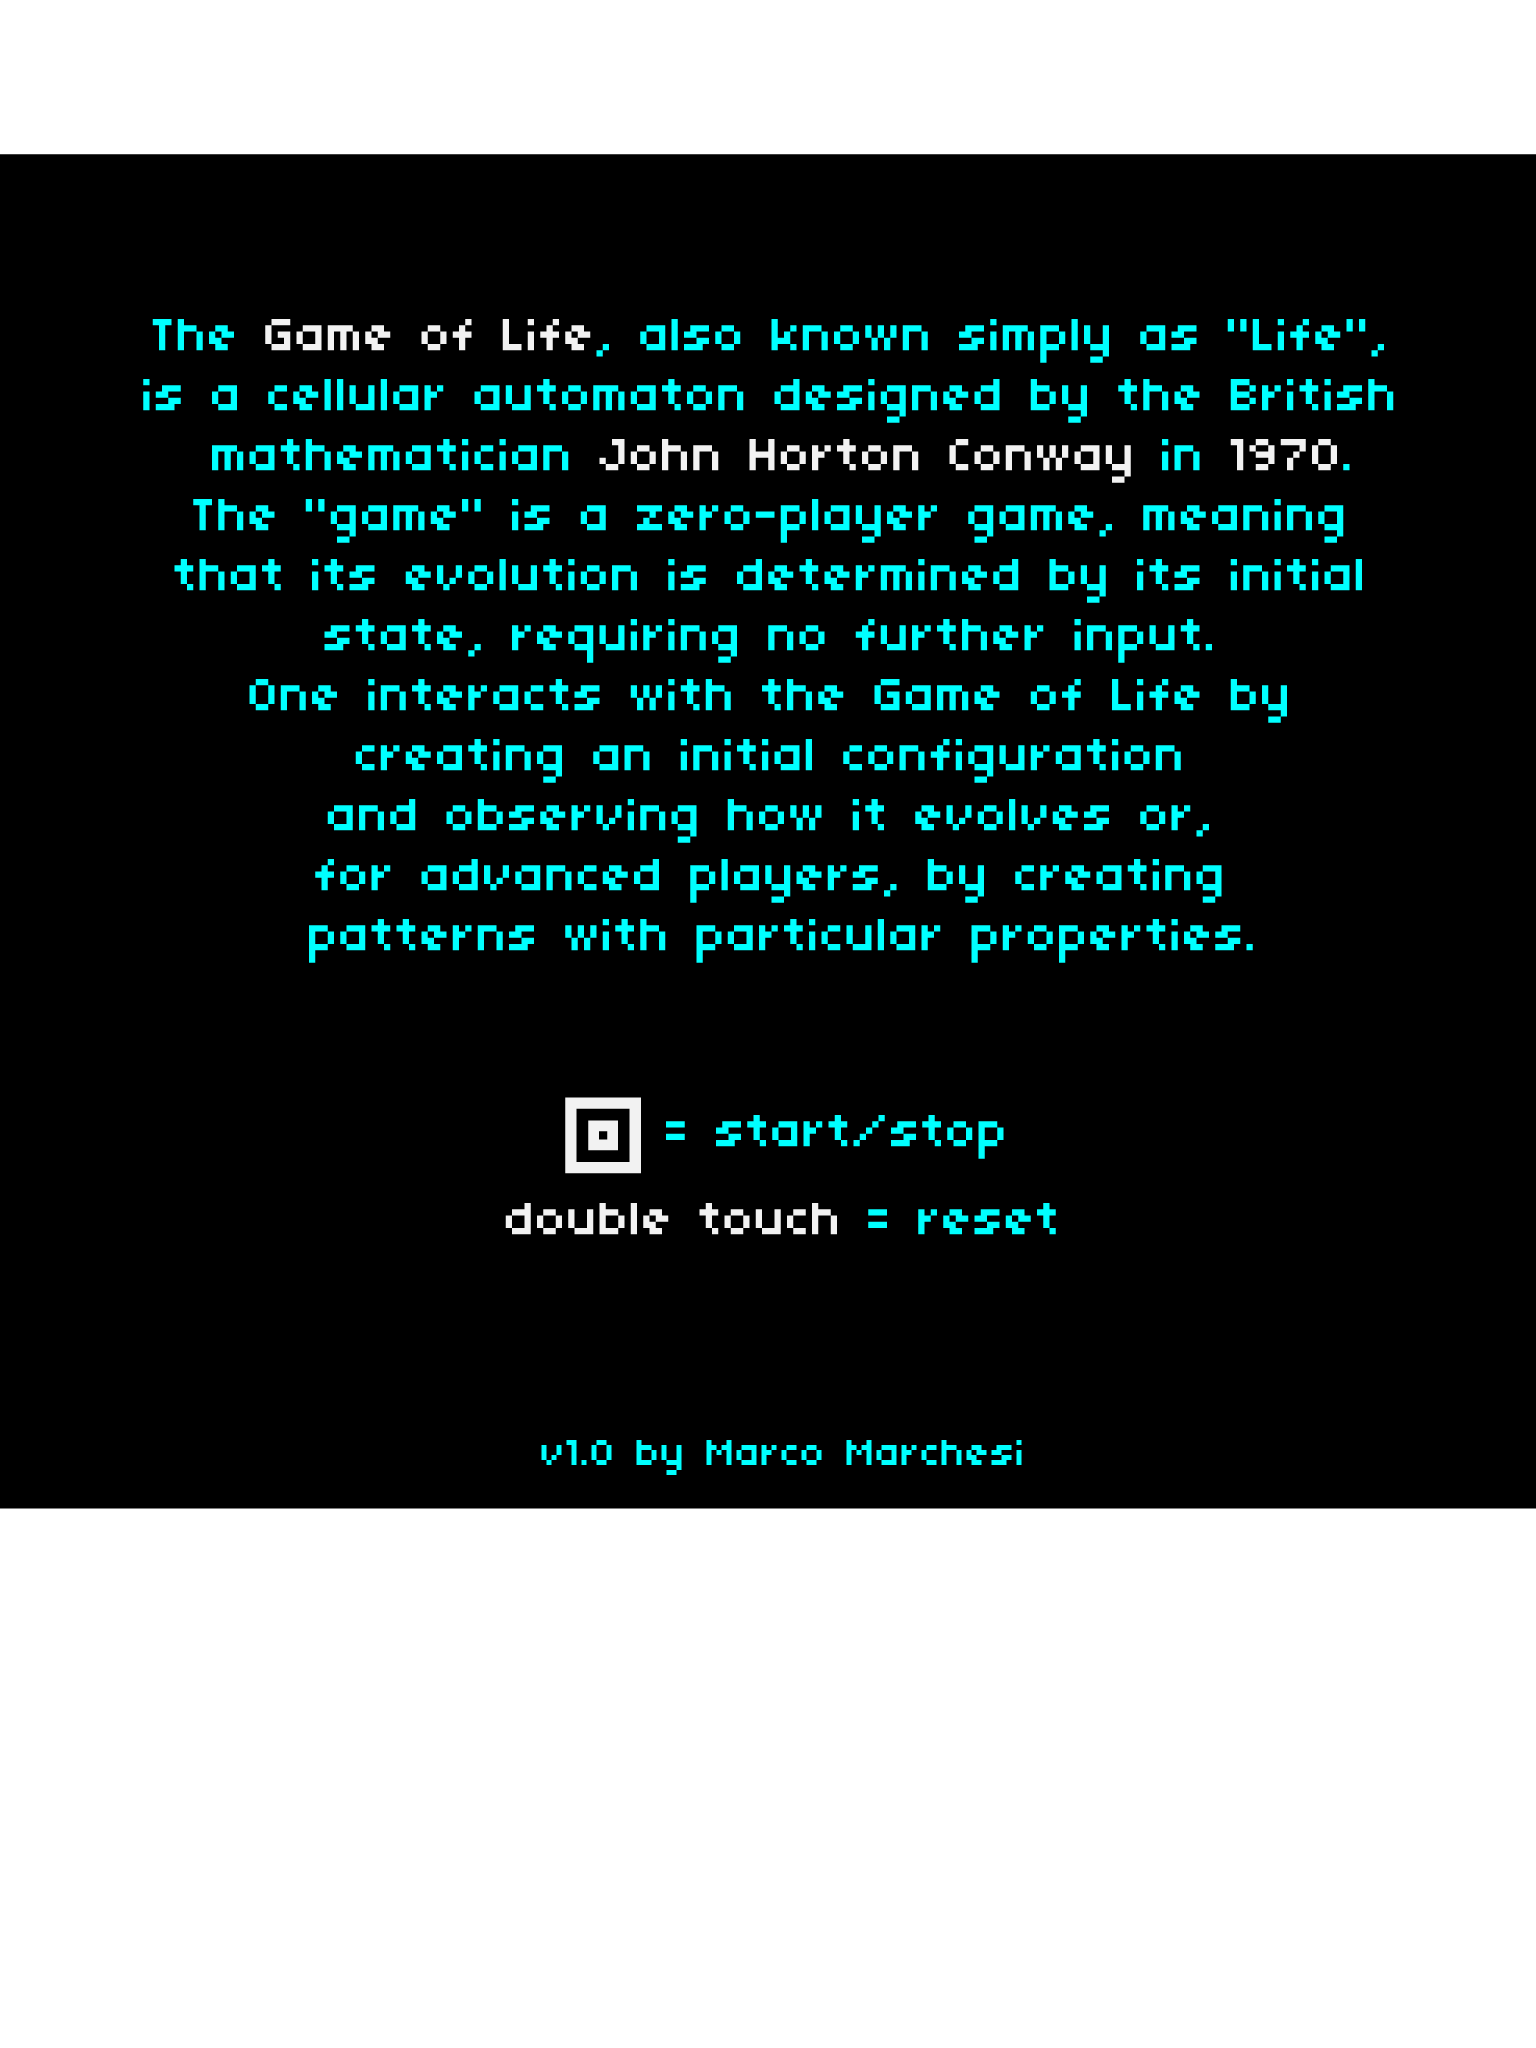 The Game of Life, also known simply as "Life",
is a cellular automaton designed by the British
mathematician John Horton Conway in 1970.
The "game" is a zero-player game, meaning
that its evolution is determined by its initial
state, requiring no further input.
One interacts with the Game of Life by
creating an initial configuration
and observing how it evolves or,
for advanced players, by creating
patterns with particular properties.
= start/stop
double touch = reset
v1.0 by Marco Marchesi